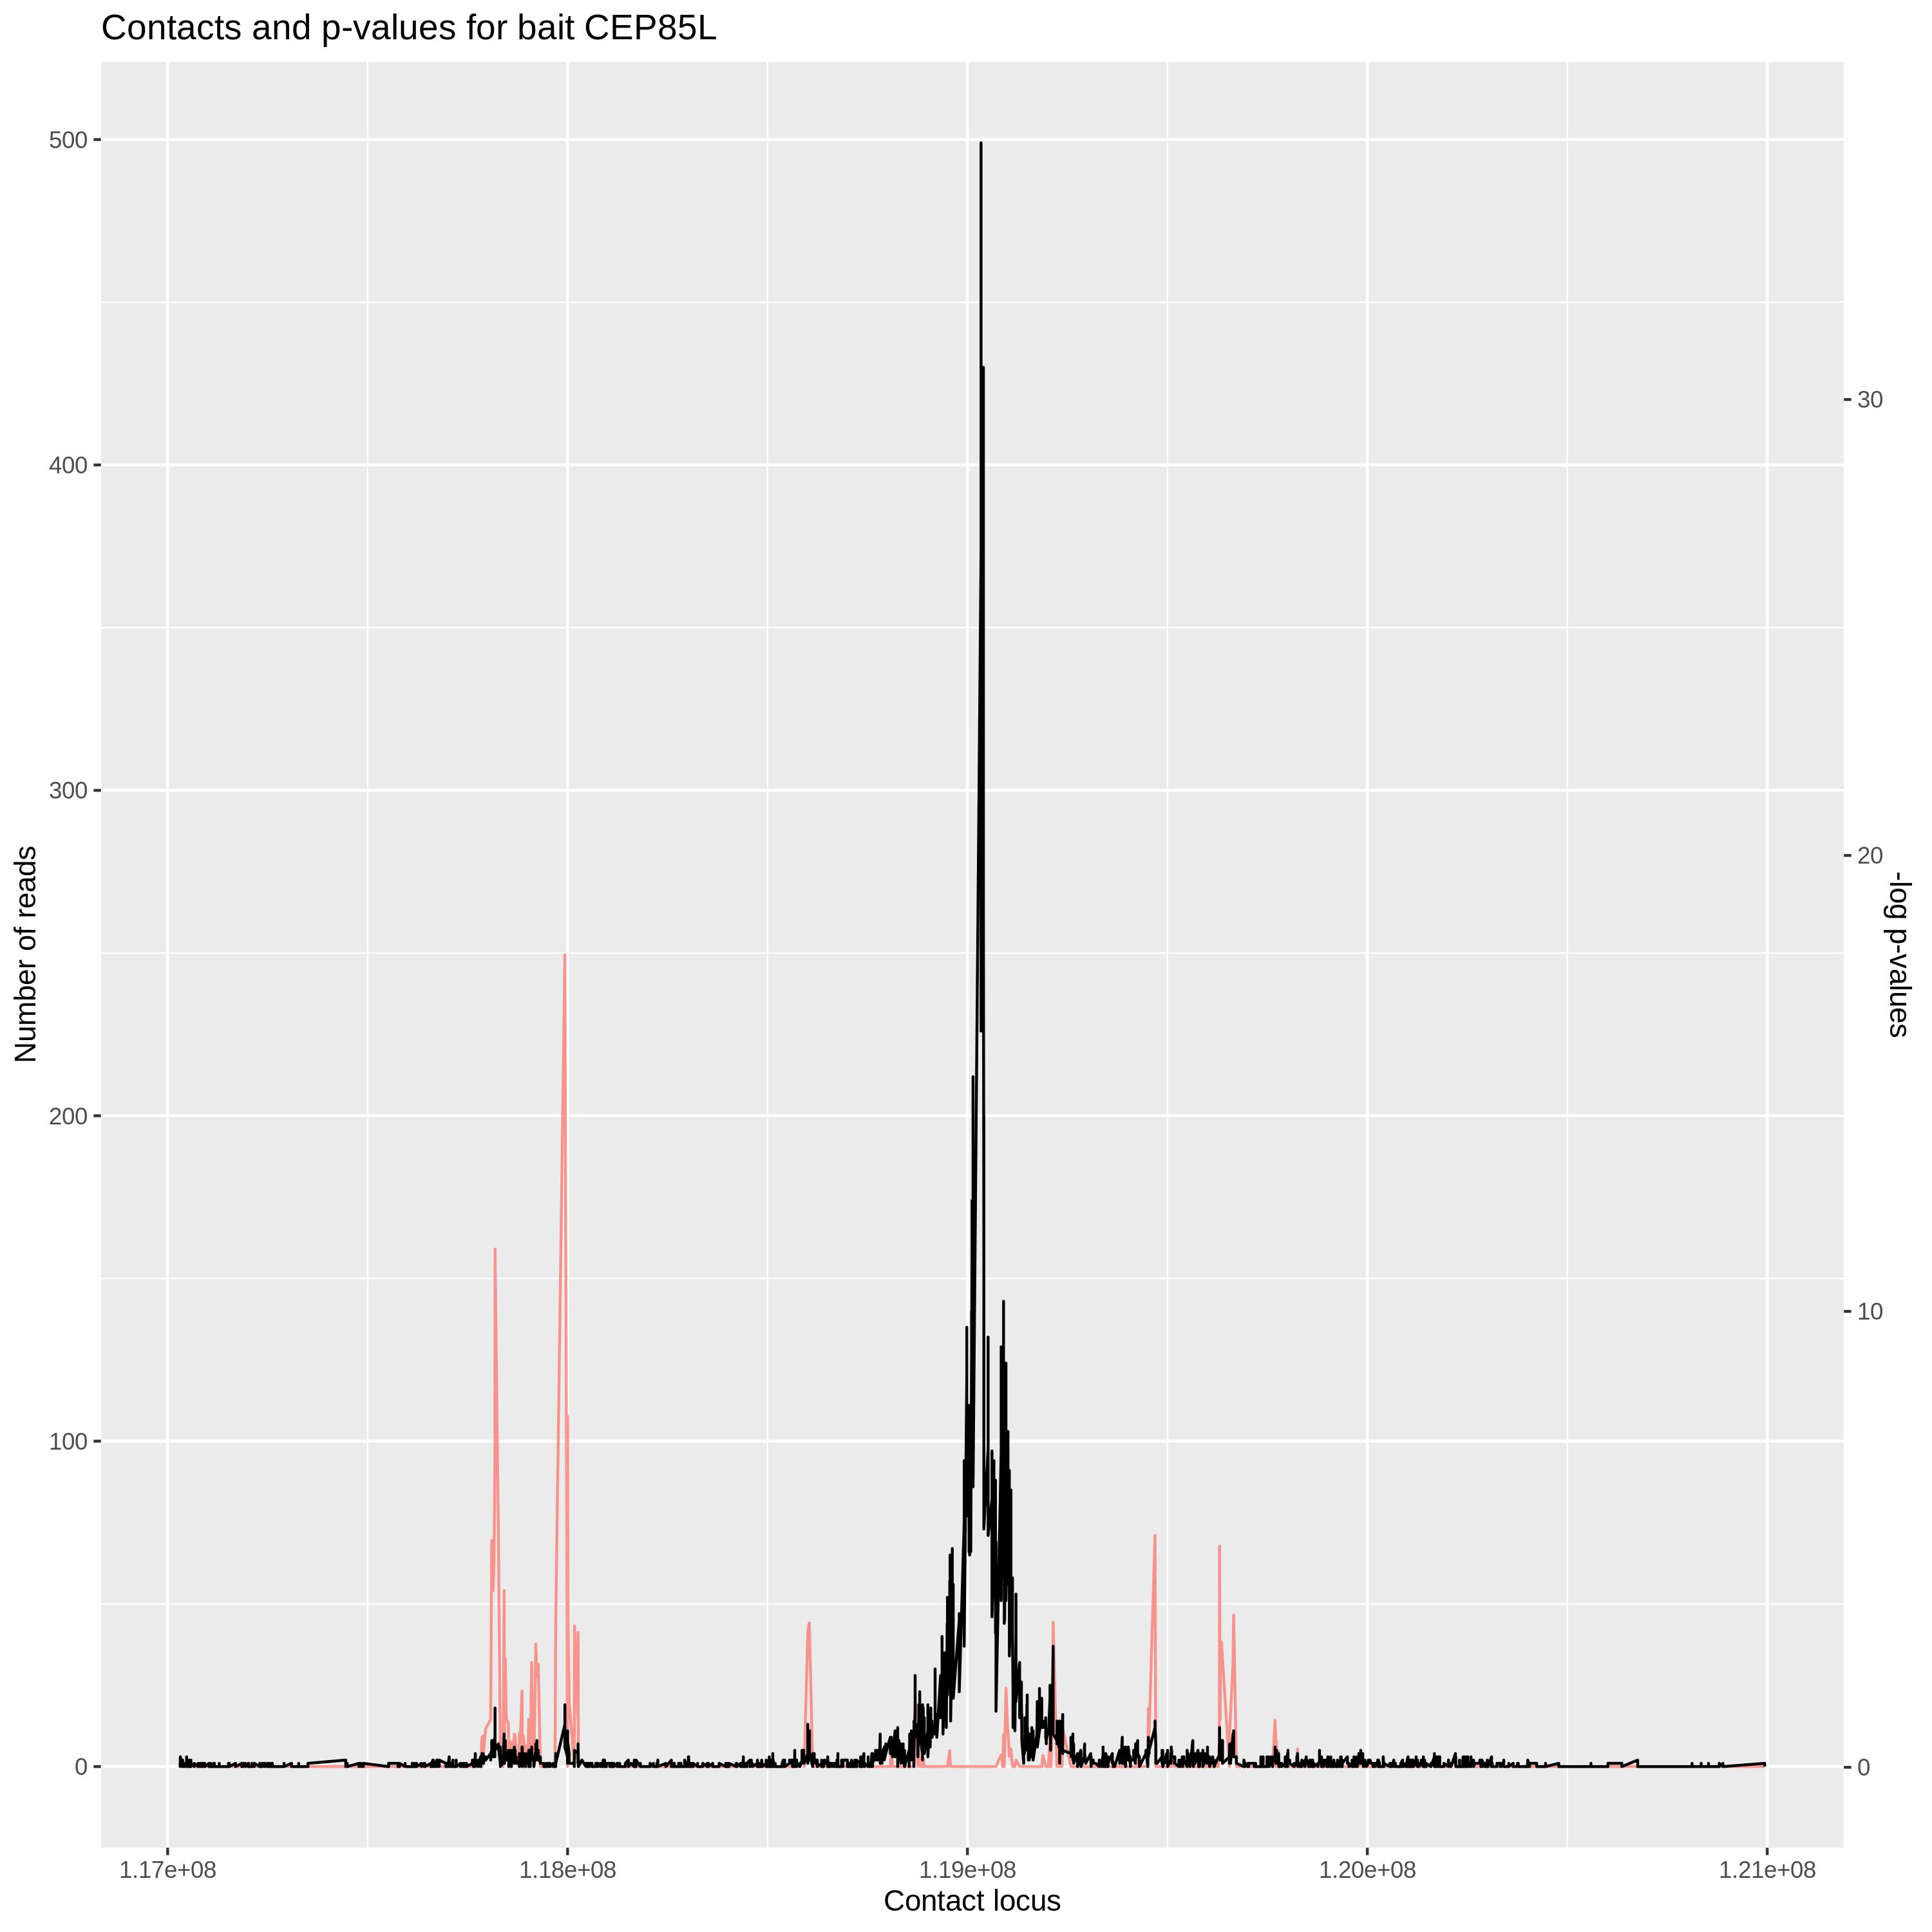 Contacts and p-values for bait CEP85L
500
400
300
200
100
0
Number of reads
30
20
10
0
-log p-values
1.17e+08
1.18e+08
1.19e+08
1.20e+08
1.21e+08
Contact locus